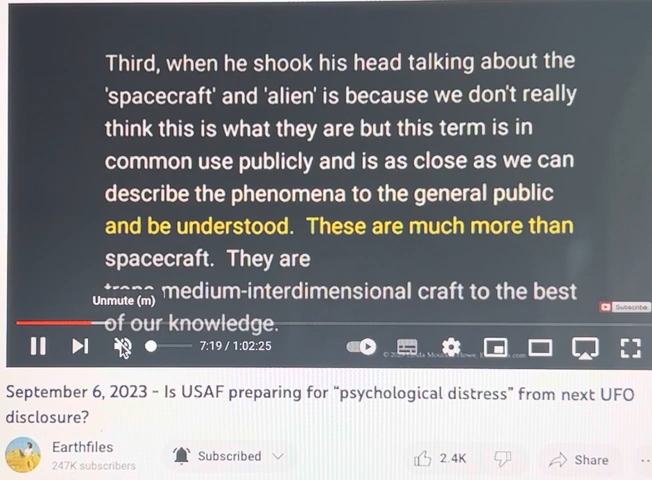 Third, when he shook his head talking about the
'spacecraft' and 'alien' is because we don't really
think this is what they are but this term is in
common use publicly and is as close as we can
describe the phenomena to the general public
and be understood. These are much more than
spacecraft. They are
medium-interdimensional craft to the best
Unmute (m)
of our knowledge.
Subscribe
7:19 / 1:02:25
September 6, 2023 - Is USAF preparing for “psychological distress” from next UFO
disclosure?
Earthfiles
247K subscribers
Subscribed
2.4K
Share